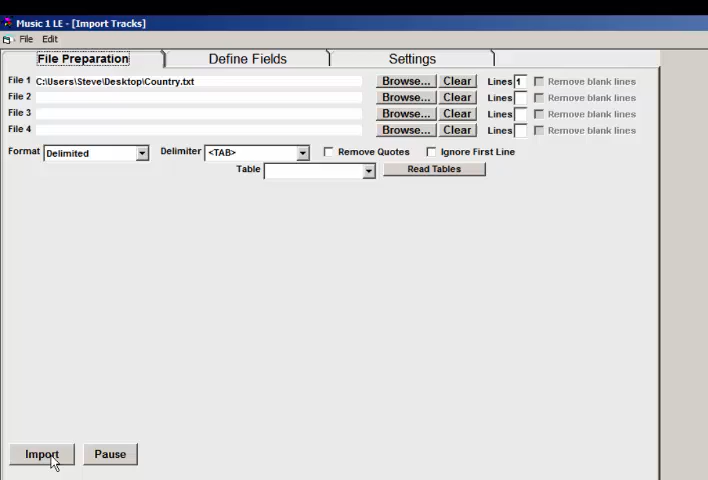 Music 1 LE - [Import Tracks]
File Edit
File Preparation Define Fields Settings
File 1 C:\Users\Steve\Desktop\Country.txt Browse... Clear Lines 1 Remove blank lines
File 2 Browse... Clear Lines Remove blank lines
File 3 Browse... Clear Lines Remove blank lines
File 4 Browse... Clear Lines Remove blank lines
Format Delimited Delimiter <TAB> Remove Quotes Ignore First Line
Table Read Tables
Import Pause